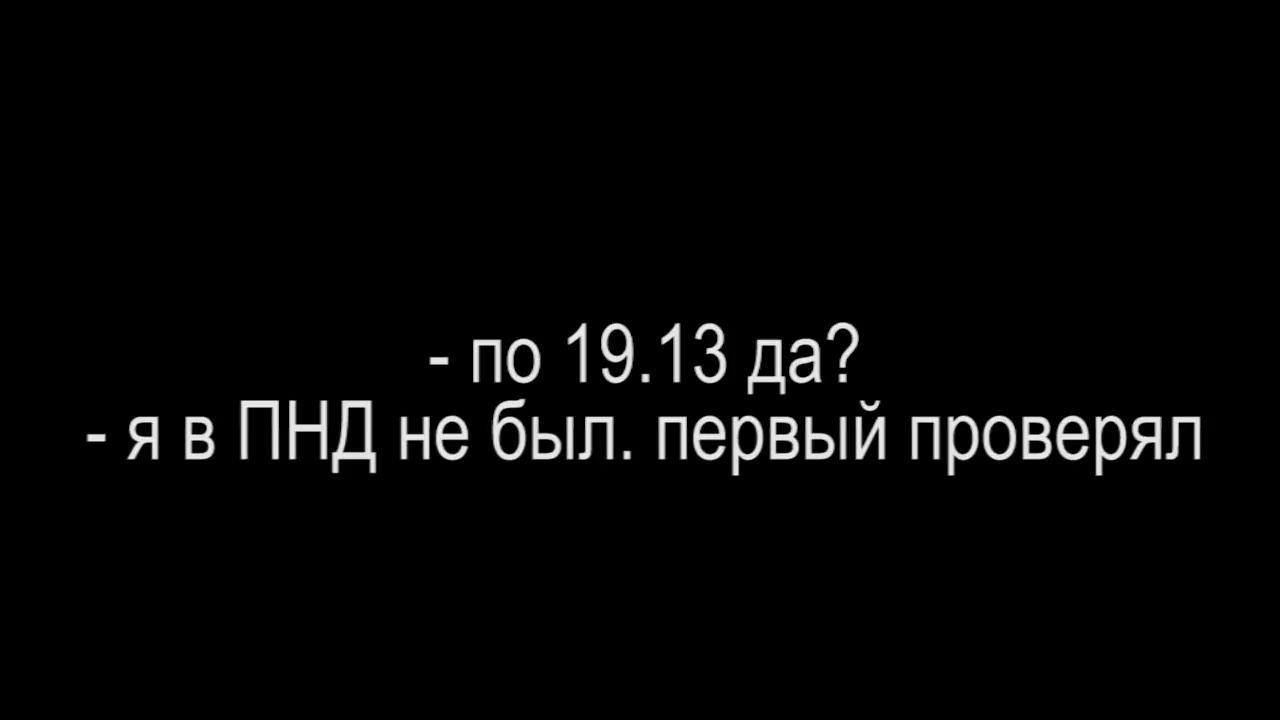 - по 19.13 да?
- я в ПНД не был. первый проверял